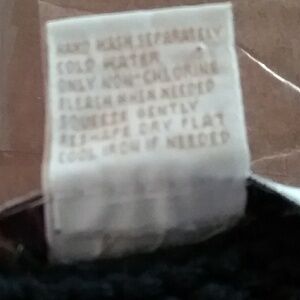 HAND WASH SEPARATELY
COLD WATER
ONLY NON-CHLORINE
BLEACH WHEN NEEDED
SQUEEZE GENTLY
RESHAPE DRY FLAT
COOL IRON IF NEEDED